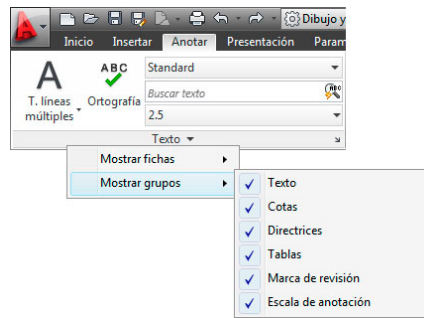 Dibujo y
Inicio Insertar Anotar Presentación Param
A ABC Standard
Buscar texto ABC
T. líneas múltiples Ortografía
2.5
Texto
Mostrar fichas
Mostrar grupos
Texto
Cotas
Directrices
Tablas
Marca de revisión
Escala de anotación